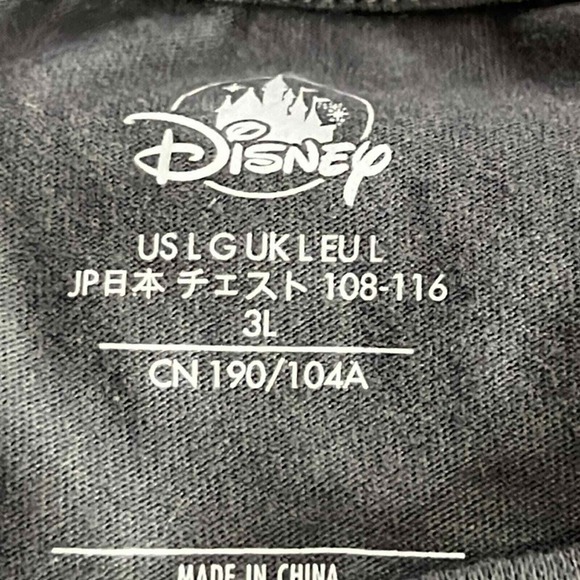 Disney
US L G UK L EU L
JP日本 チェスト 108-116
3L
CN 190/104A
MADE IN CHINA